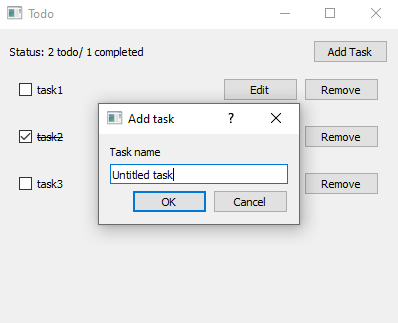 Todo
Status: 2 todo/ 1 completed
Add Task
task1
Edit
Remove
Add task
?
Task name
Untitled task
OK
Cancel
task2
Remove
task3
Remove